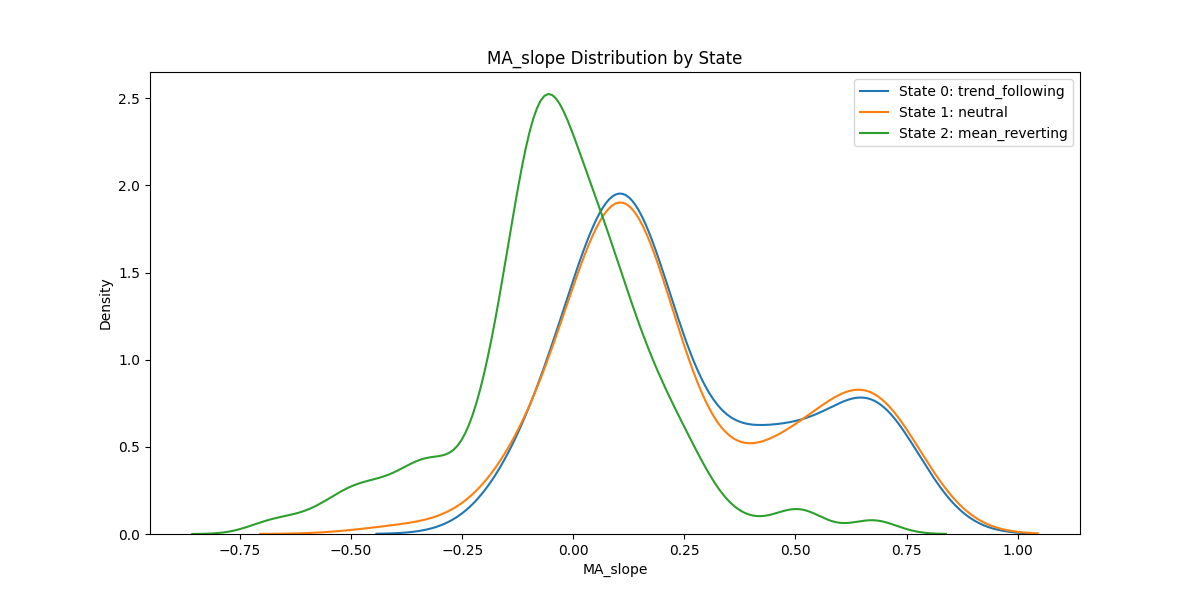 MA_slope Distribution by State
State 0: trend_following
State 1: neutral
State 2: mean_reverting
Density
2.5
2.0
1.5
1.0
0.5
0.0
−0.75 −0.50 −0.25 0.00 0.25 0.50 0.75 1.00
MA_slope